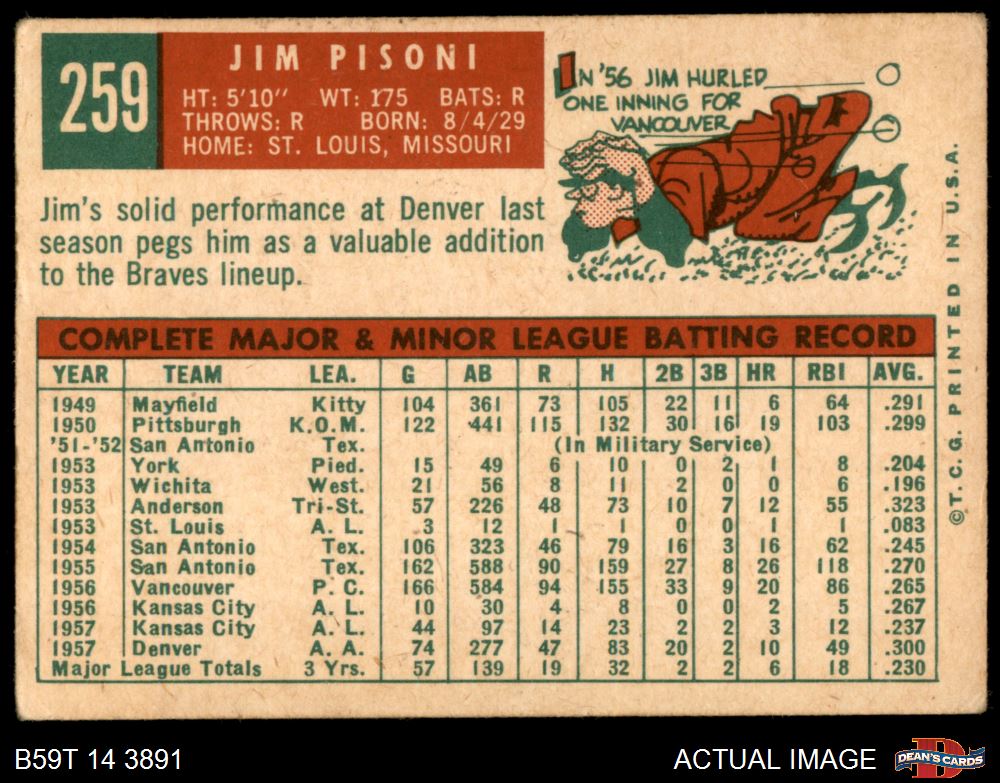 259
JIM PISONI
HT: 5'10" WT: 175 BATS: R
THROWS: R BORN: 8/4/29
HOME: ST. LOUIS, MISSOURI
IN '56 JIM HURLED
ONE INNING FOR
VANCOUVER
Jim's solid performance at Denver last
season pegs him as a valuable addition
to the Braves lineup.
COMPLETE MAJOR & MINOR LEAGUE BATTING RECORD
YEAR TEAM LEA. G AB R H 2B 3B HR RBI AVG.
1949 Mayfield Kitty 104 361 73 105 22 11 6 64 .291
1950 Pittsburgh K.O.M. 122 441 115 132 30 16 19 103 .299
'51-'52 San Antonio Tex. (In Military Service)
1953 York Pied. 15 49 6 10 0 2 1 8 .204
1953 Wichita West. 21 56 8 11 2 0 0 6 .196
1953 Anderson Tri-St. 57 226 48 73 10 7 12 55 .323
1953 St. Louis A. L. 3 12 1 1 0 0 1 1 .083
1954 San Antonio Tex. 106 323 46 79 16 3 16 62 .245
1955 San Antonio Tex. 162 588 90 159 27 8 26 118 .270
1956 Vancouver P. C. 166 584 94 155 33 9 20 86 .265
1956 Kansas City A. L. 10 30 4 8 0 0 2 5 .267
1957 Kansas City A. L. 44 97 14 23 2 2 3 12 .237
1957 Denver A. A. 74 277 47 83 20 2 10 49 .300
Major League Totals 3 Yrs. 57 139 19 32 2 2 6 18 .230
©T. C. G. PRINTED IN U.S.A.
B59T 14 3891
ACTUAL IMAGE
D
DEAN'S CARDS